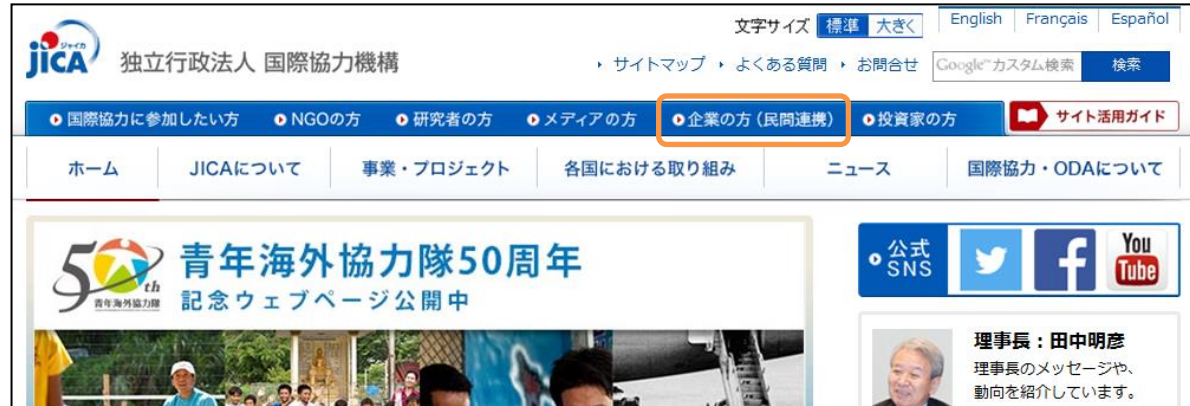 文字サイズ 標準 大きく English Français Español
ジャイカ
JICA 独立行政法人 国際協力機構
サイトマップ よくある質問 お問合せ Google™カスタム検索 検索
国際協力に参加したい方 NGOの方 研究者の方 メディアの方 企業の方（民間連携） 投資家の方 サイト活用ガイド
ホーム JICAについて 事業・プロジェクト 各国における取り組み ニュース 国際協力・ODAについて
50th
青年海外協力隊
青年海外協力隊50周年
記念ウェブページ公開中
公式
SNS
You
Tube
理事長：田中明彦
理事長のメッセージや、
動向を紹介しています。